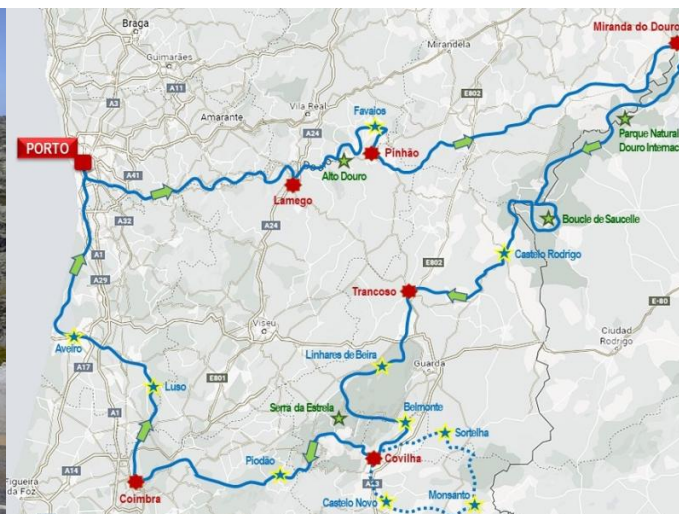 Braga
Miranda do Douro
Guimarães
Mirandela
A11
E802
A3
Amarante
Vila Real
Favaios
A24
Parque Natural
Douro Internac
PORTO
Pinhão
A41
Alto Douro
Lamego
A32
Boucle de Saucelle
A24
A1
E802
Castelo Rodrigo
A29
Trancoso
E-80
Viseu
Ciudad
Rodrigo
Aveiro
Linhares de Beira
Guarda
A17
E801
Luso
Serra da Estrela
Belmonte
A1
Sortelha
Piodão
Covilha
A14
Figueira
da Foz
Coimbra
Castelo Novo
Monsanto